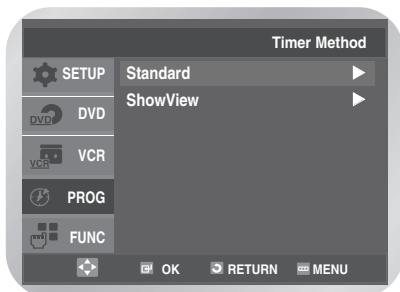 Timer Method
SETUP
DVD
DVD
VCR
VCR
PROG
FUNC
Standard
ShowView
OK RETURN MENU